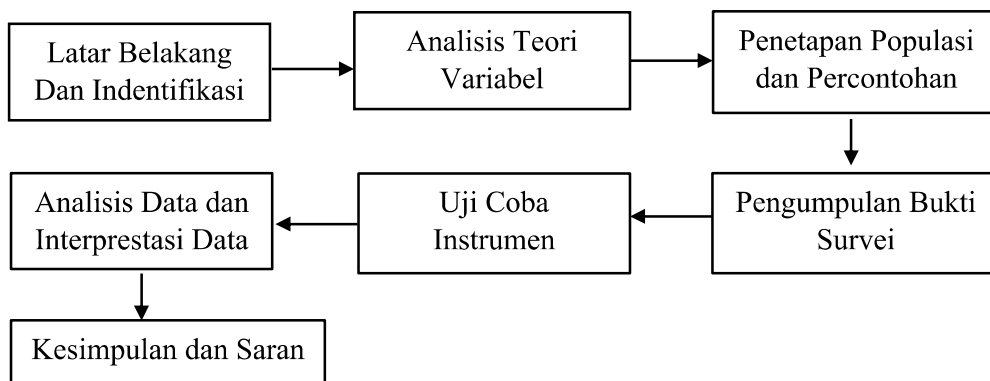 Latar Belakang
Dan Indentifikasi
Analisis Teori
Variabel
Penetapan Populasi
dan Percontohan
Pengumpulan Bukti
Survei
Uji Coba
Instrumen
Analisis Data dan
Interprestasi Data
Kesimpulan dan Saran